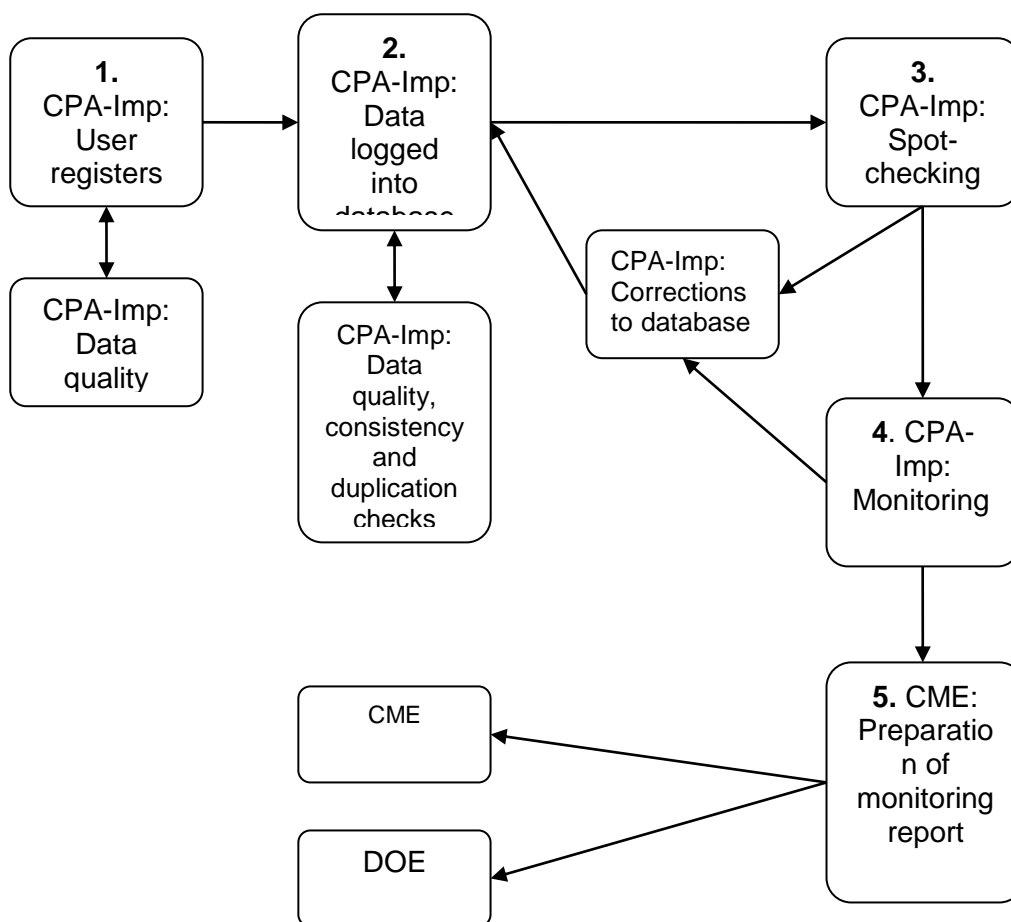 1.
CPA-Imp:
User
registers
2.
CPA-Imp:
Data
logged
into
database
3.
CPA-Imp:
Spot-
checking
CPA-Imp:
Data
quality
CPA-Imp:
Data
quality,
consistency
and
duplication
checks
CPA-Imp:
Corrections
to database
4. CPA-
Imp:
Monitoring
5. CME:
Preparatio
n of
monitoring
report
CME
DOE